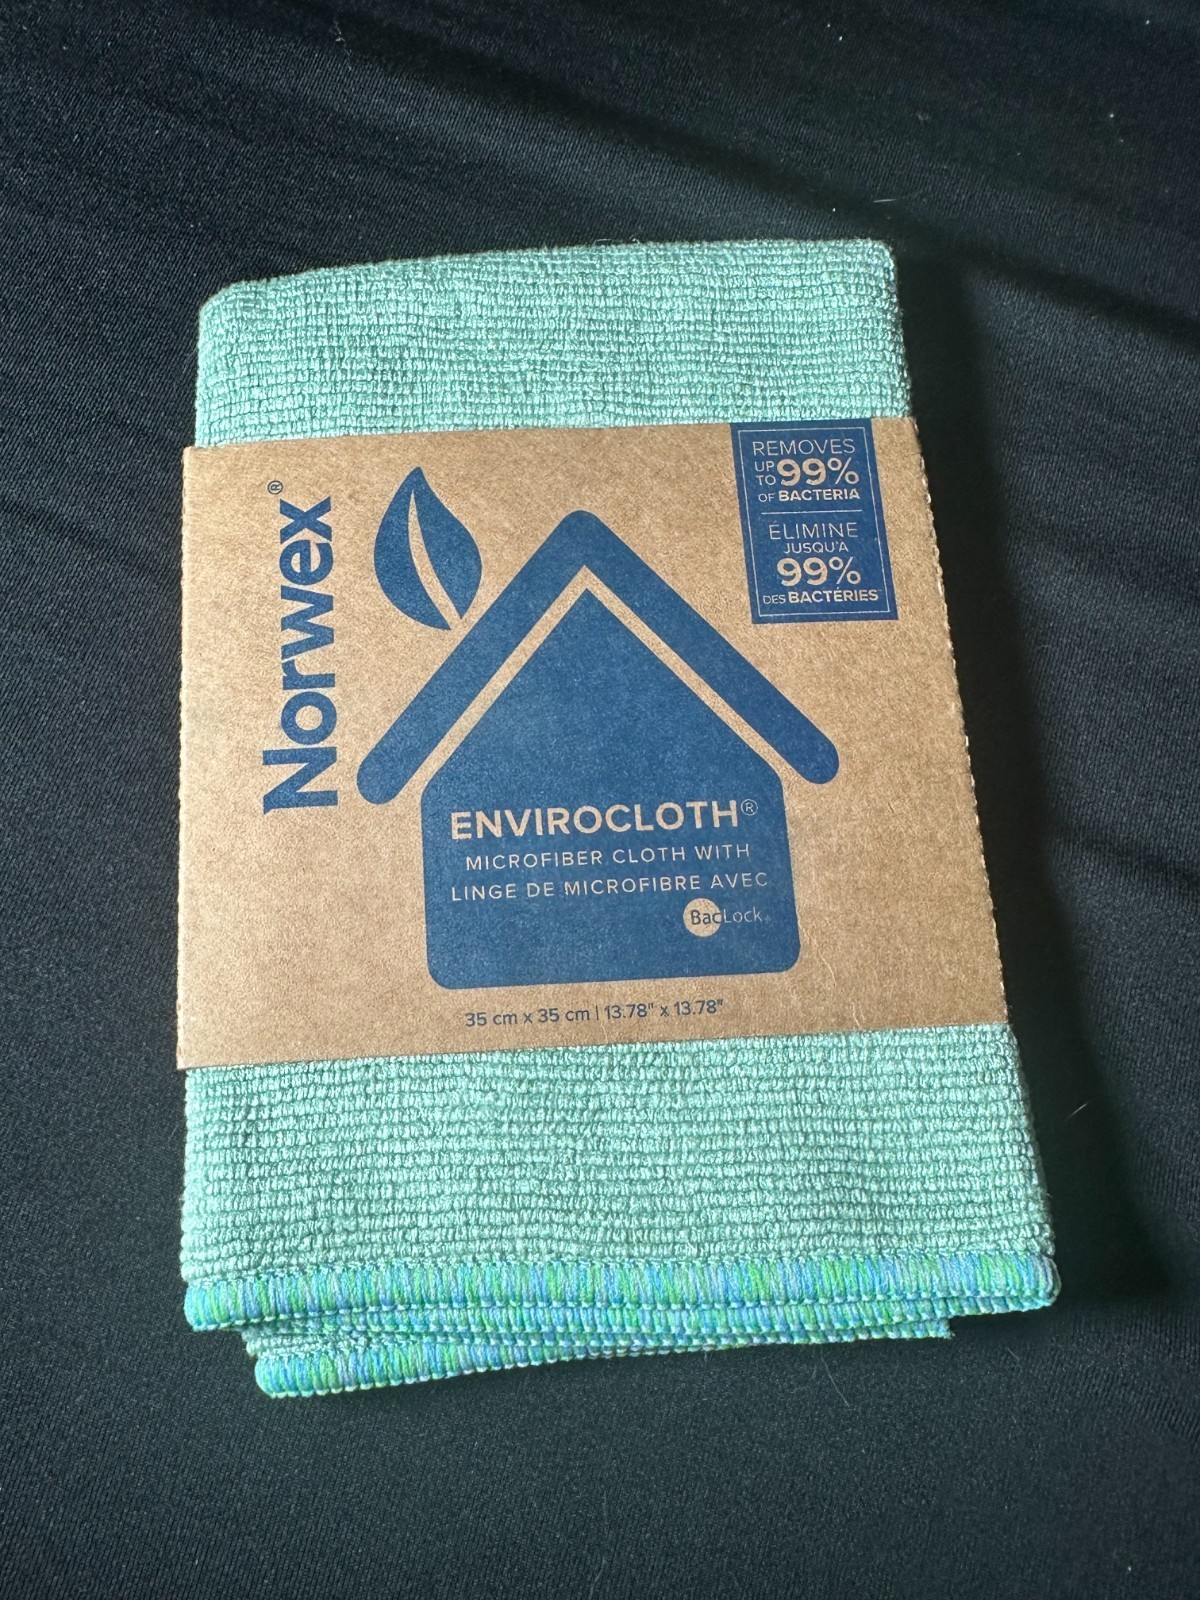 Norwex®
REMOVES
UP TO 99%
OF BACTERIA
ÉLIMINE
JUSQU'À
99%
DES BACTÉRIES
ENVIROCLOTH®
MICROFIBER CLOTH WITH
LINGE DE MICROFIBRE AVEC
BacLock
35 cm x 35 cm | 13.78" x 13.78"